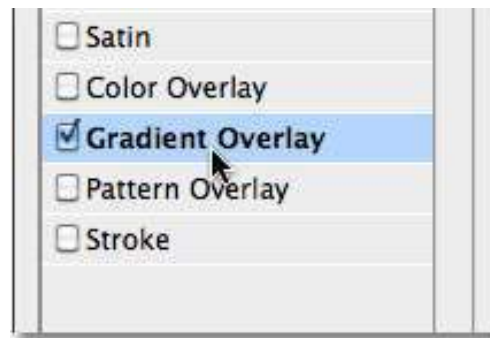 Satin
Color Overlay
Gradient Overlay
Pattern Overlay
Stroke